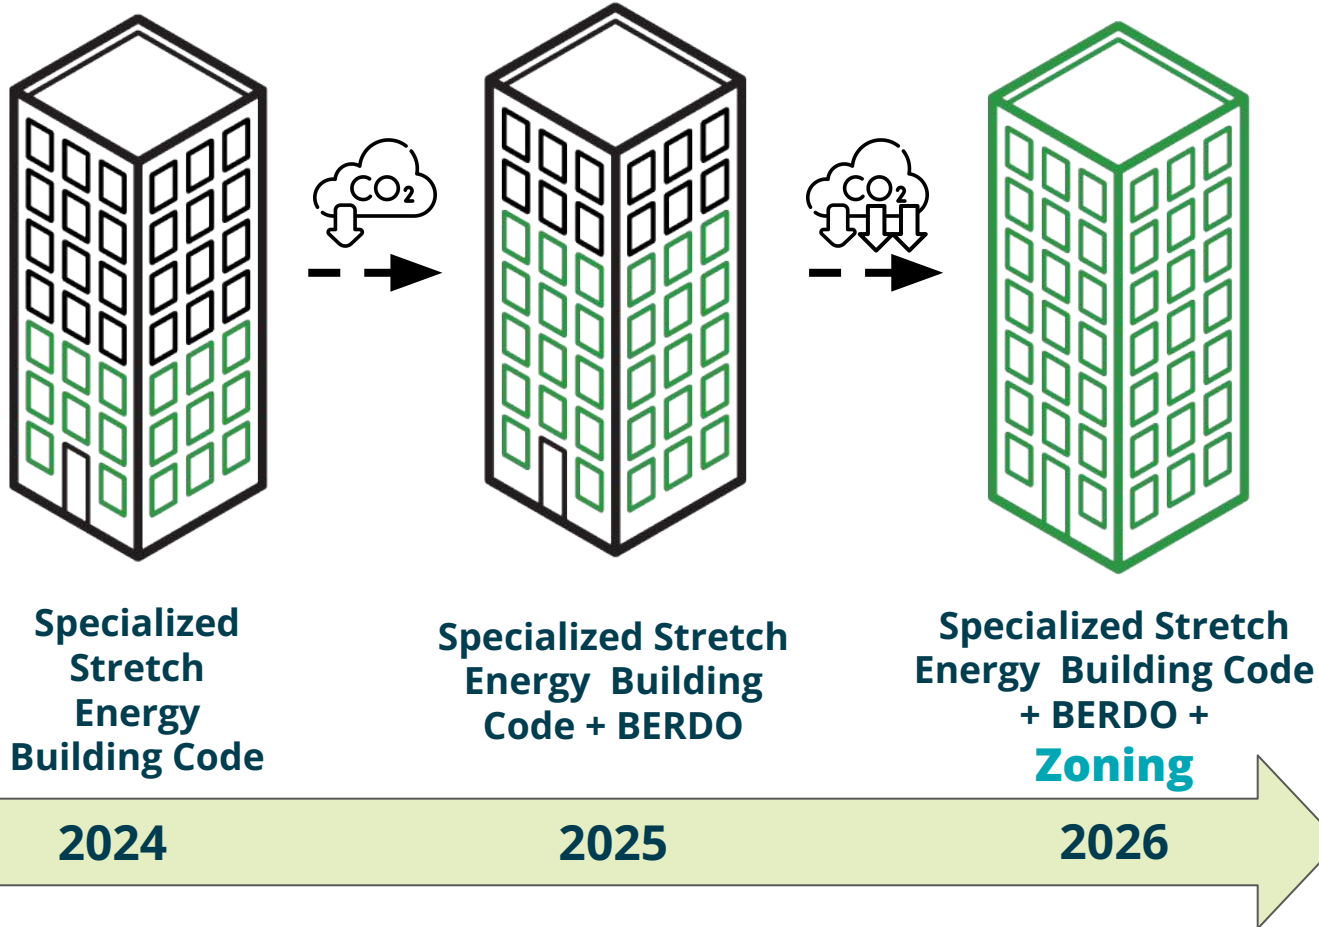 CO2
CO2
Specialized
Stretch
Energy
Building Code
Specialized Stretch
Energy Building
Code + BERDO
Specialized Stretch
Energy Building Code
+ BERDO +
Zoning
2024
2025
2026